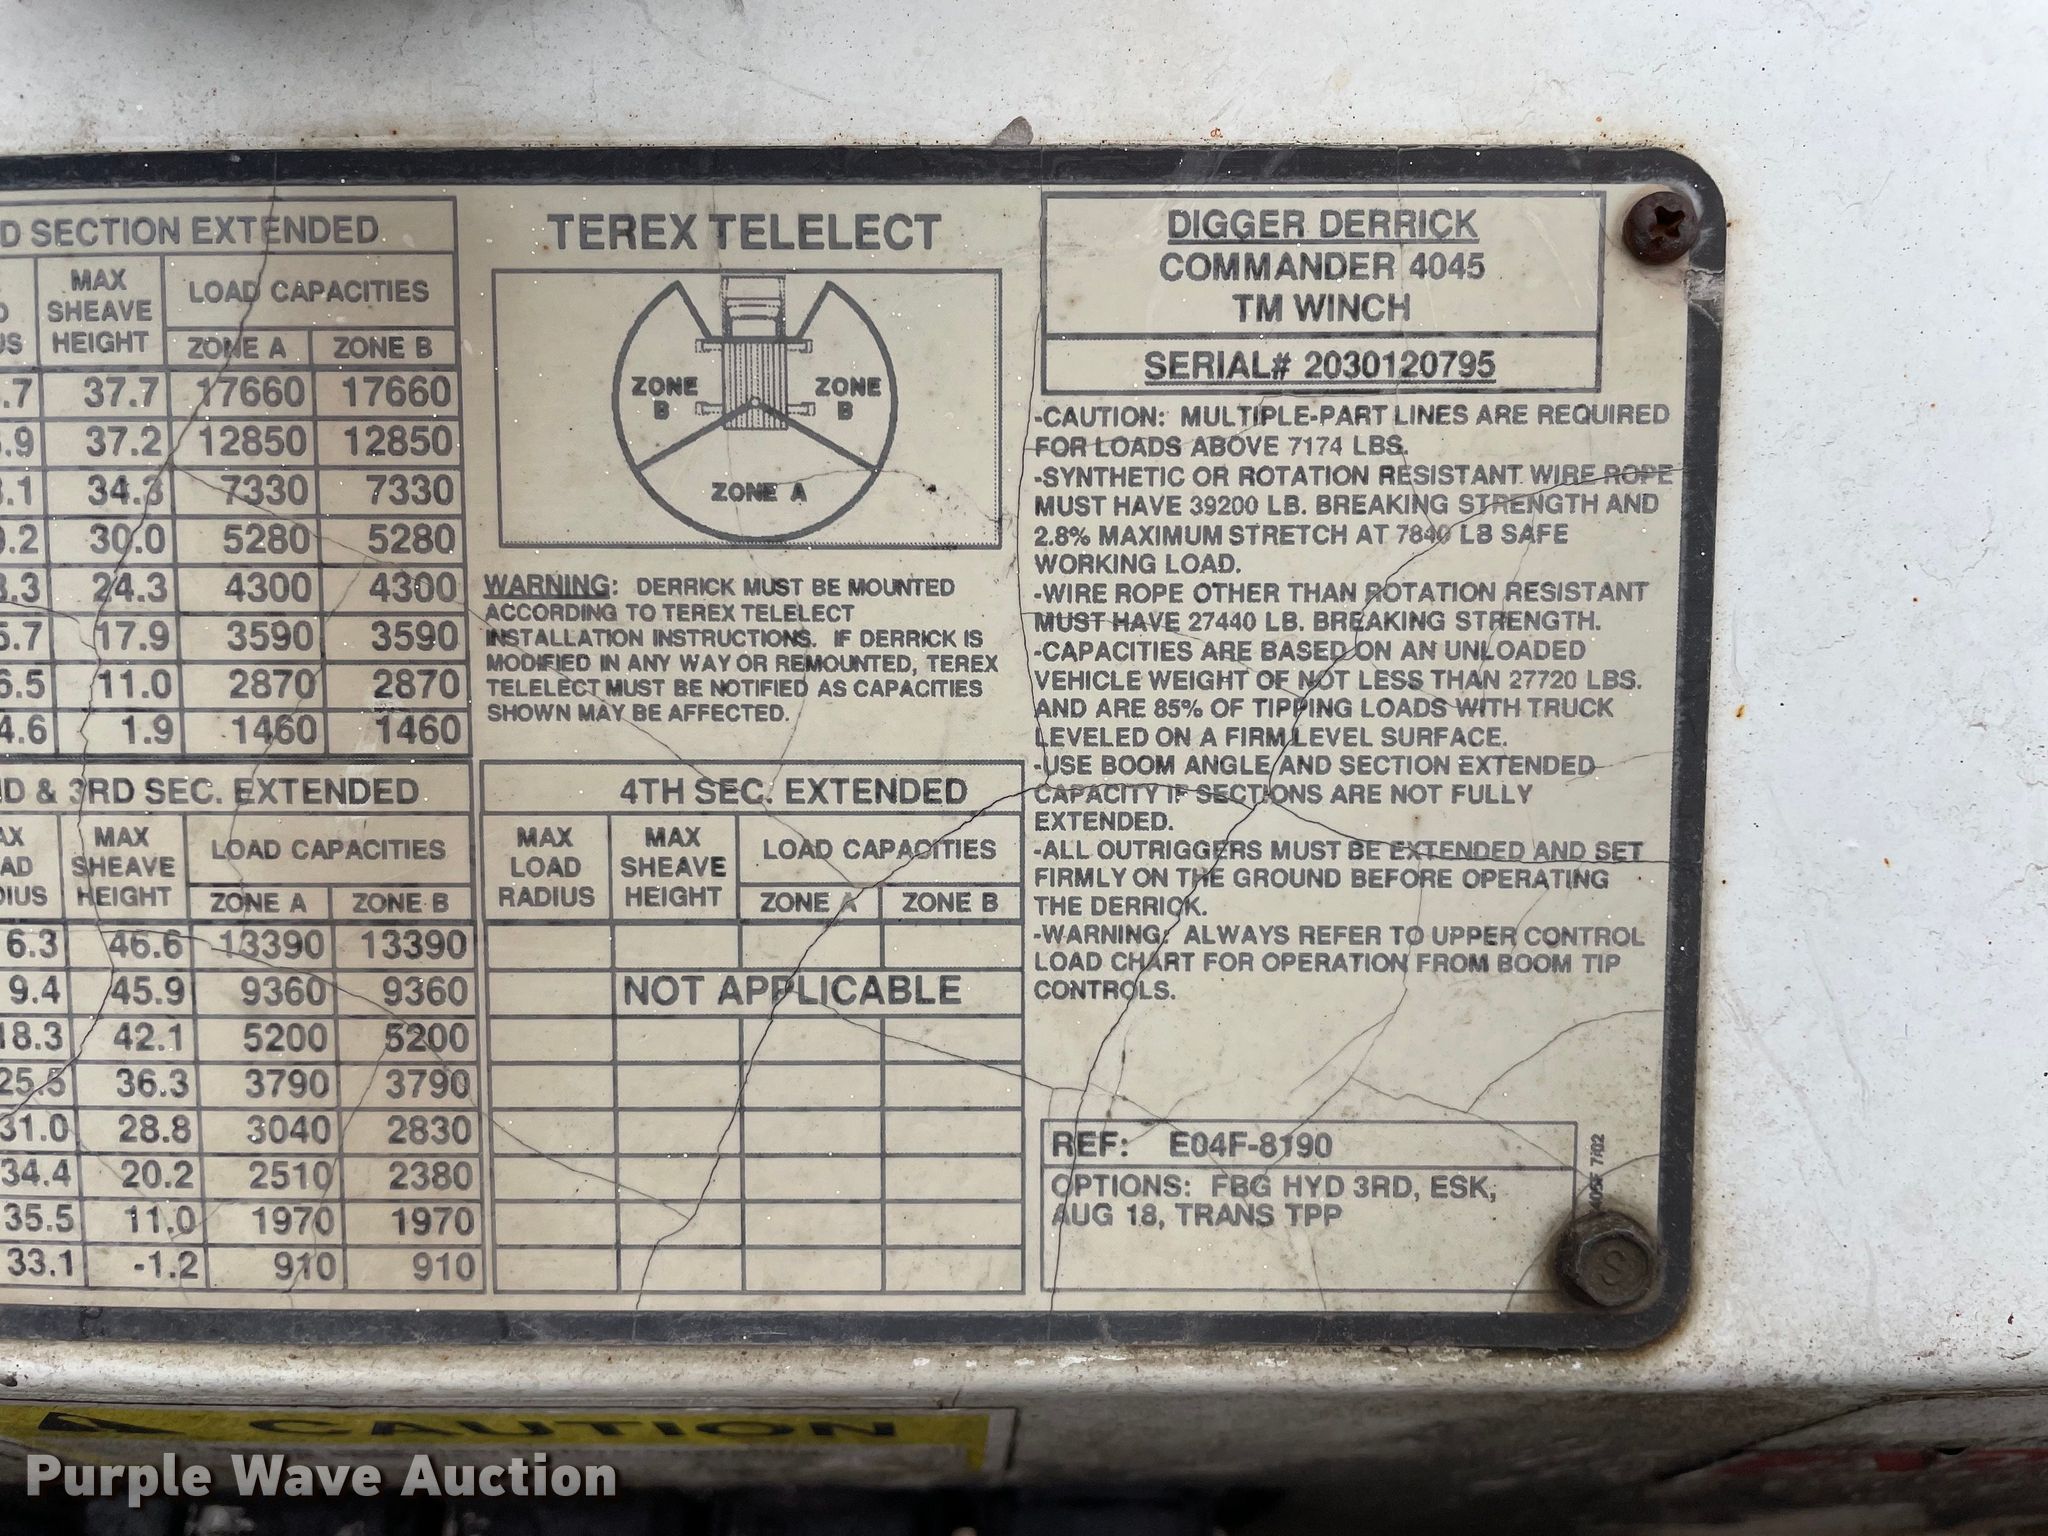 D SECTION EXTENDED
MAX SHEAVE HEIGHT
LOAD CAPACITIES
ZONE A ZONE B
.7 37.7 17660 17660
.9 37.2 12850 12850
.1 34.3 7330 7330
.2 30.0 5280 5280
.3 24.3 4300 4300
5.7 17.9 3590 3590
6.5 11.0 2870 2870
4.6 1.9 1460 1460
ND & 3RD SEC. EXTENDED
MAX SHEAVE HEIGHT
LOAD CAPACITIES
ZONE A ZONE B
6.3 46.6 13390 13390
9.4 45.9 9360 9360
18.3 42.1 5200 5200
25.5 36.3 3790 3790
31.0 28.8 3040 2830
34.4 20.2 2510 2380
35.5 11.0 1970 1970
33.1 -1.2 910 910
TEREX TELELECT
ZONE B
ZONE B
ZONE A
WARNING: DERRICK MUST BE MOUNTED
ACCORDING TO TEREX TELELECT
INSTALLATION INSTRUCTIONS. IF DERRICK IS
MODIFIED IN ANY WAY OR REMOUNTED, TEREX
TELELECT MUST BE NOTIFIED AS CAPACITIES
SHOWN MAY BE AFFECTED.
4TH SEC. EXTENDED
MAX LOAD RADIUS
MAX SHEAVE HEIGHT
LOAD CAPACITIES
ZONE A ZONE B
NOT APPLICABLE
DIGGER DERRICK
COMMANDER 4045
TM WINCH
SERIAL# 2030120795
-CAUTION: MULTIPLE-PART LINES ARE REQUIRED
FOR LOADS ABOVE 7174 LBS.
-SYNTHETIC OR ROTATION RESISTANT WIRE ROPE
MUST HAVE 39200 LB. BREAKING STRENGTH AND
2.8% MAXIMUM STRETCH AT 7840 LB SAFE
WORKING LOAD.
-WIRE ROPE OTHER THAN ROTATION RESISTANT
MUST HAVE 27440 LB. BREAKING STRENGTH.
-CAPACITIES ARE BASED ON AN UNLOADED
VEHICLE WEIGHT OF NOT LESS THAN 27720 LBS.
AND ARE 85% OF TIPPING LOADS WITH TRUCK
LEVELED ON A FIRM LEVEL SURFACE.
-USE BOOM ANGLE AND SECTION EXTENDED
CAPACITY IF SECTIONS ARE NOT FULLY
EXTENDED.
-ALL OUTRIGGERS MUST BE EXTENDED AND SET
FIRMLY ON THE GROUND BEFORE OPERATING
THE DERRICK.
-WARNING: ALWAYS REFER TO UPPER CONTROL
LOAD CHART FOR OPERATION FROM BOOM TIP
CONTROLS.
REF: E04F-8190
OPTIONS: FBG HYD 3RD, ESK,
AUG 18, TRANS TPP
7/02
S
CAUTION
Purple Wave Auction